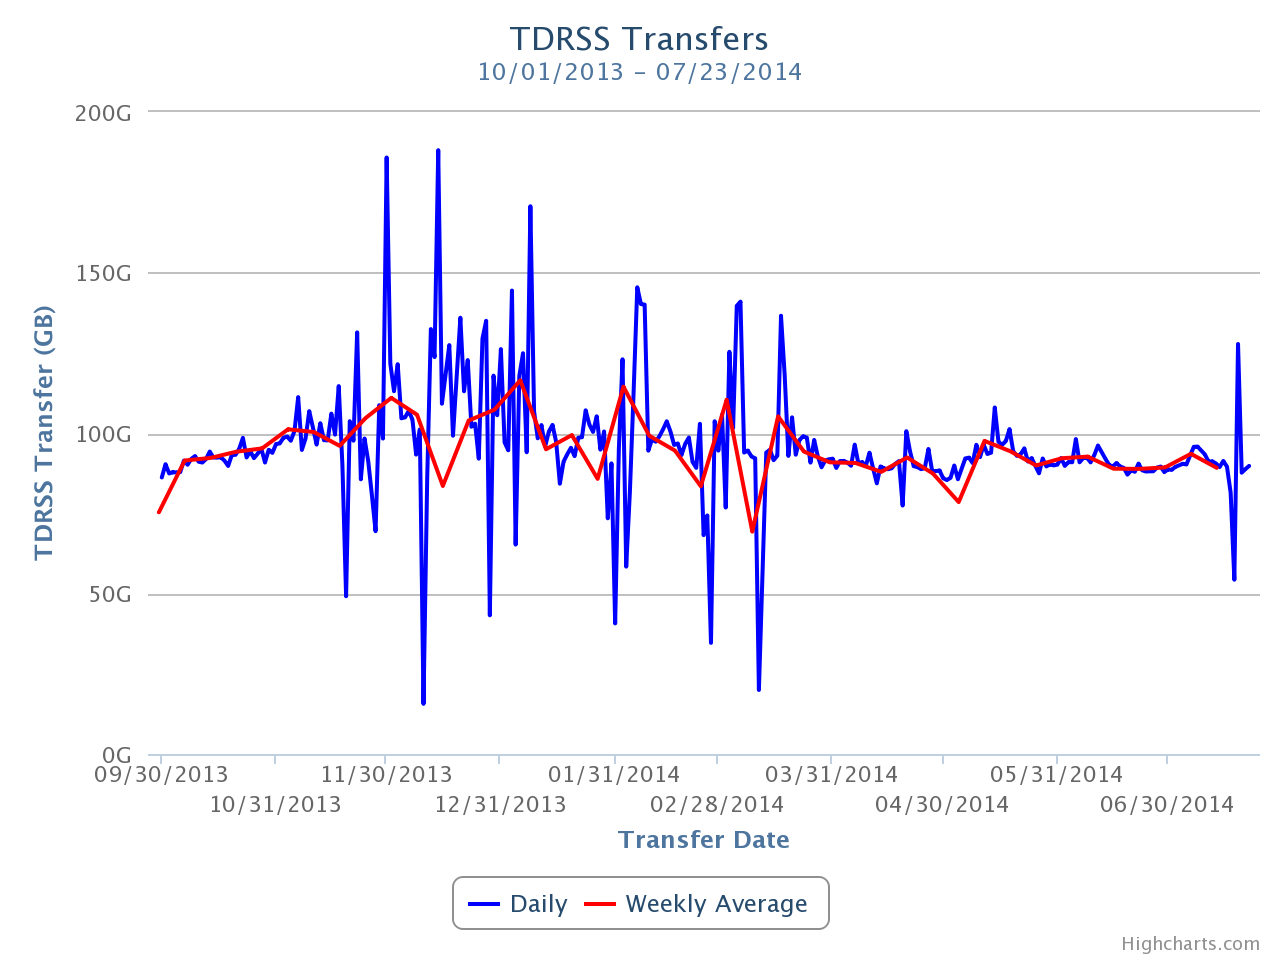 TDRSS Transfers
10/01/2013 – 07/23/2014
200G
150G
100G
50G
0G
TDRSS Transfer (GB)
09/30/2013 11/30/2013 01/31/2014 03/31/2014 05/31/2014
10/31/2013 12/31/2013 02/28/2014 04/30/2014 06/30/2014
Transfer Date
Daily Weekly Average
Highcharts.com